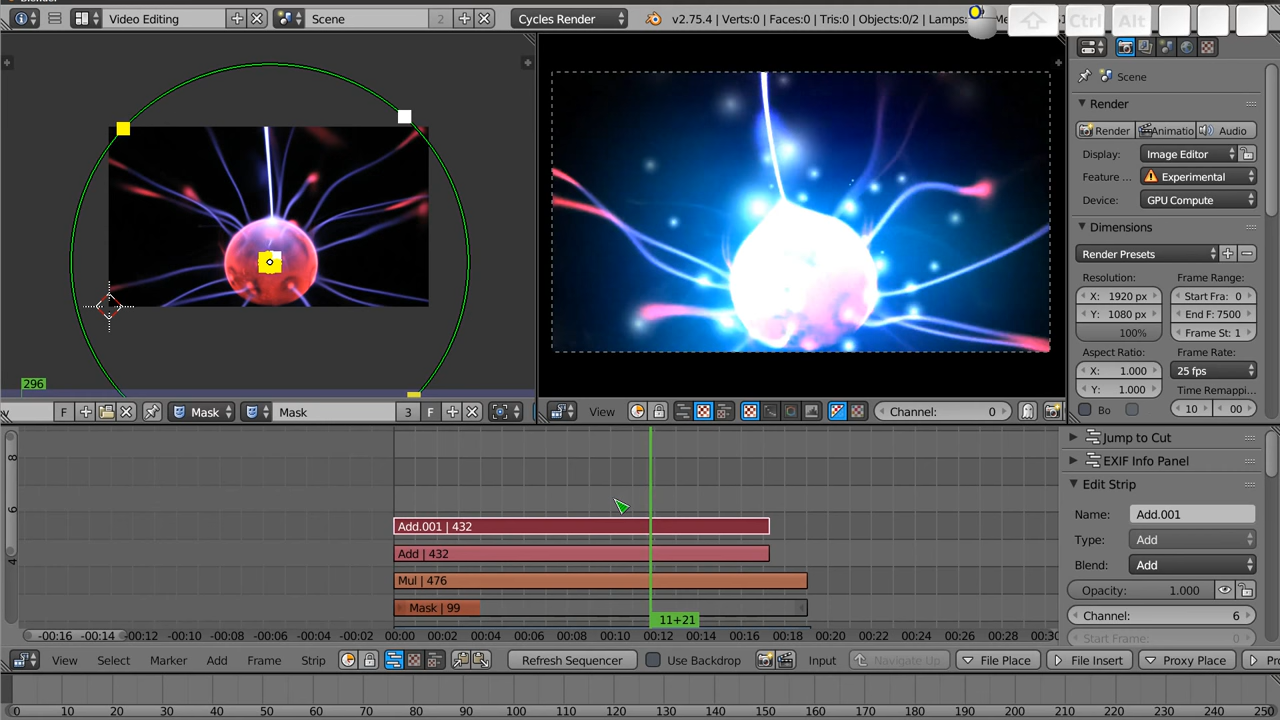 Video Editing
Scene
2
Cycles Render
v2.75.4 | Verts:0 | Faces:0 | Tris:0 | Objects:0/2 | Lamps:
Ctrl
Alt
Scene
Render
Render
Animatio
Audio
Display:
Image Editor
Feature ...
Experimental
Device:
GPU Compute
Dimensions
Render Presets
Resolution:
Frame Range:
X: 1920 px
Start Fra: 0
Y: 1080 px
End F: 7500
100%
Frame St: 1
Aspect Ratio:
Frame Rate:
X: 1.000
25 fps
Y: 1.000
Time Remappi...
Bo
10
00
296
F
Mask
Mask
3
F
View
Channel: 0
8
6
4
Add.001 | 432
Add | 432
Mul | 476
Mask | 99
11+21
-00:16 -00:14 -00:12 -00:10 -00:08 -00:06 -00:04 -00:02 00:00 00:02 00:04 00:06 00:08 00:10 00:12 00:14 00:16 00:18 00:20 00:22 00:24 00:26 00:28 00:30
Jump to Cut
EXIF Info Panel
Edit Strip
Name: Add.001
Type: Add
Blend: Add
Opacity: 1.000
Channel: 6
Start Frame: 0
View
Select
Marker
Add
Frame
Strip
Refresh Sequencer
Use Backdrop
Input
Navigate Up
File Place
File Insert
Proxy Place
0 10 20 30 40 50 60 70 80 90 100 110 120 130 140 150 160 170 180 190 200 210 220 230 240 250